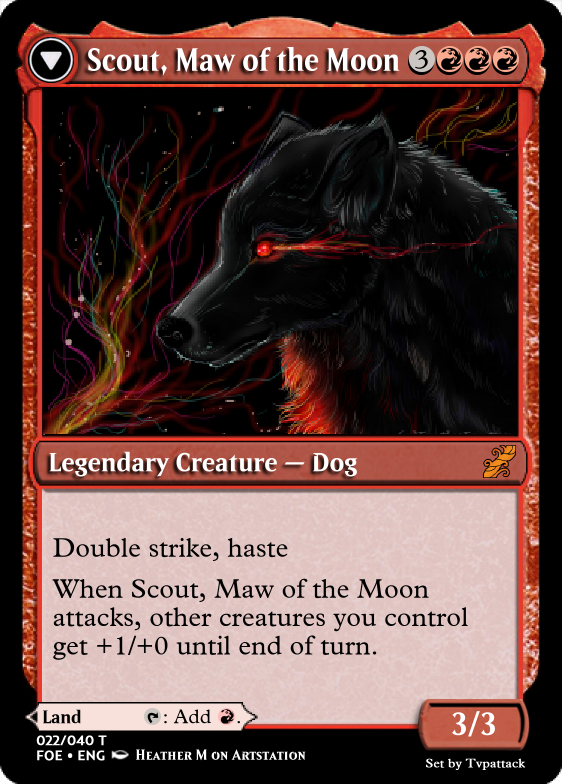 Scout, Maw of the Moon 3
Legendary Creature — Dog
Double strike, haste
When Scout, Maw of the Moon
attacks, other creatures you control
get +1/+0 until end of turn.
Land : Add .
3/3
022/040 T
FOE • ENG Heather M on Artstation
Set by Tvpattack